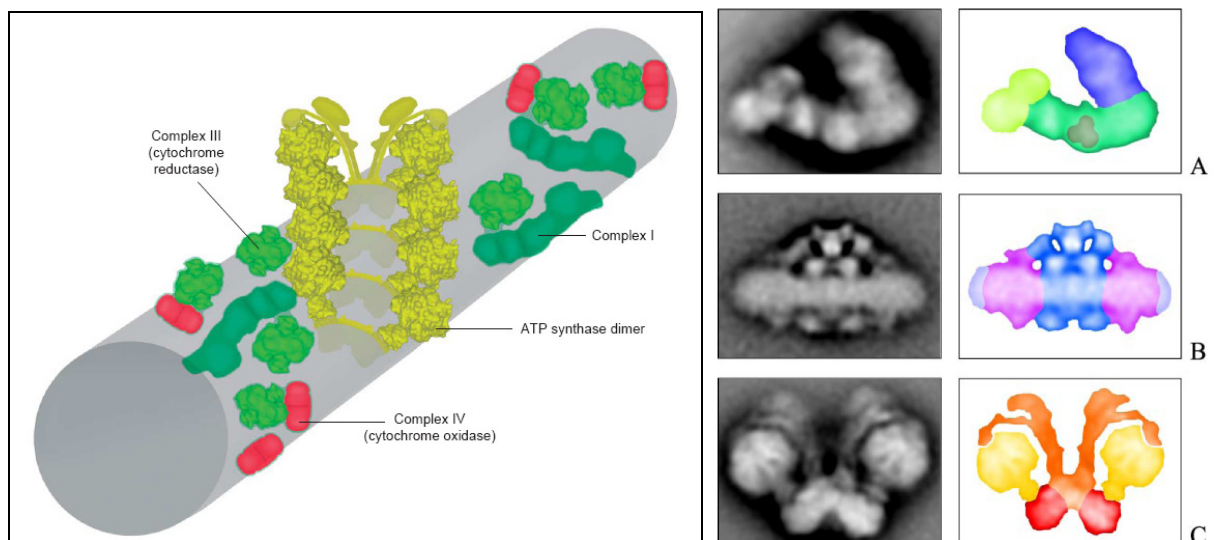 Complex III
(cytochrome
reductase)
Complex I
ATP synthase dimer
Complex IV
(cytochrome oxidase)
A
B
C